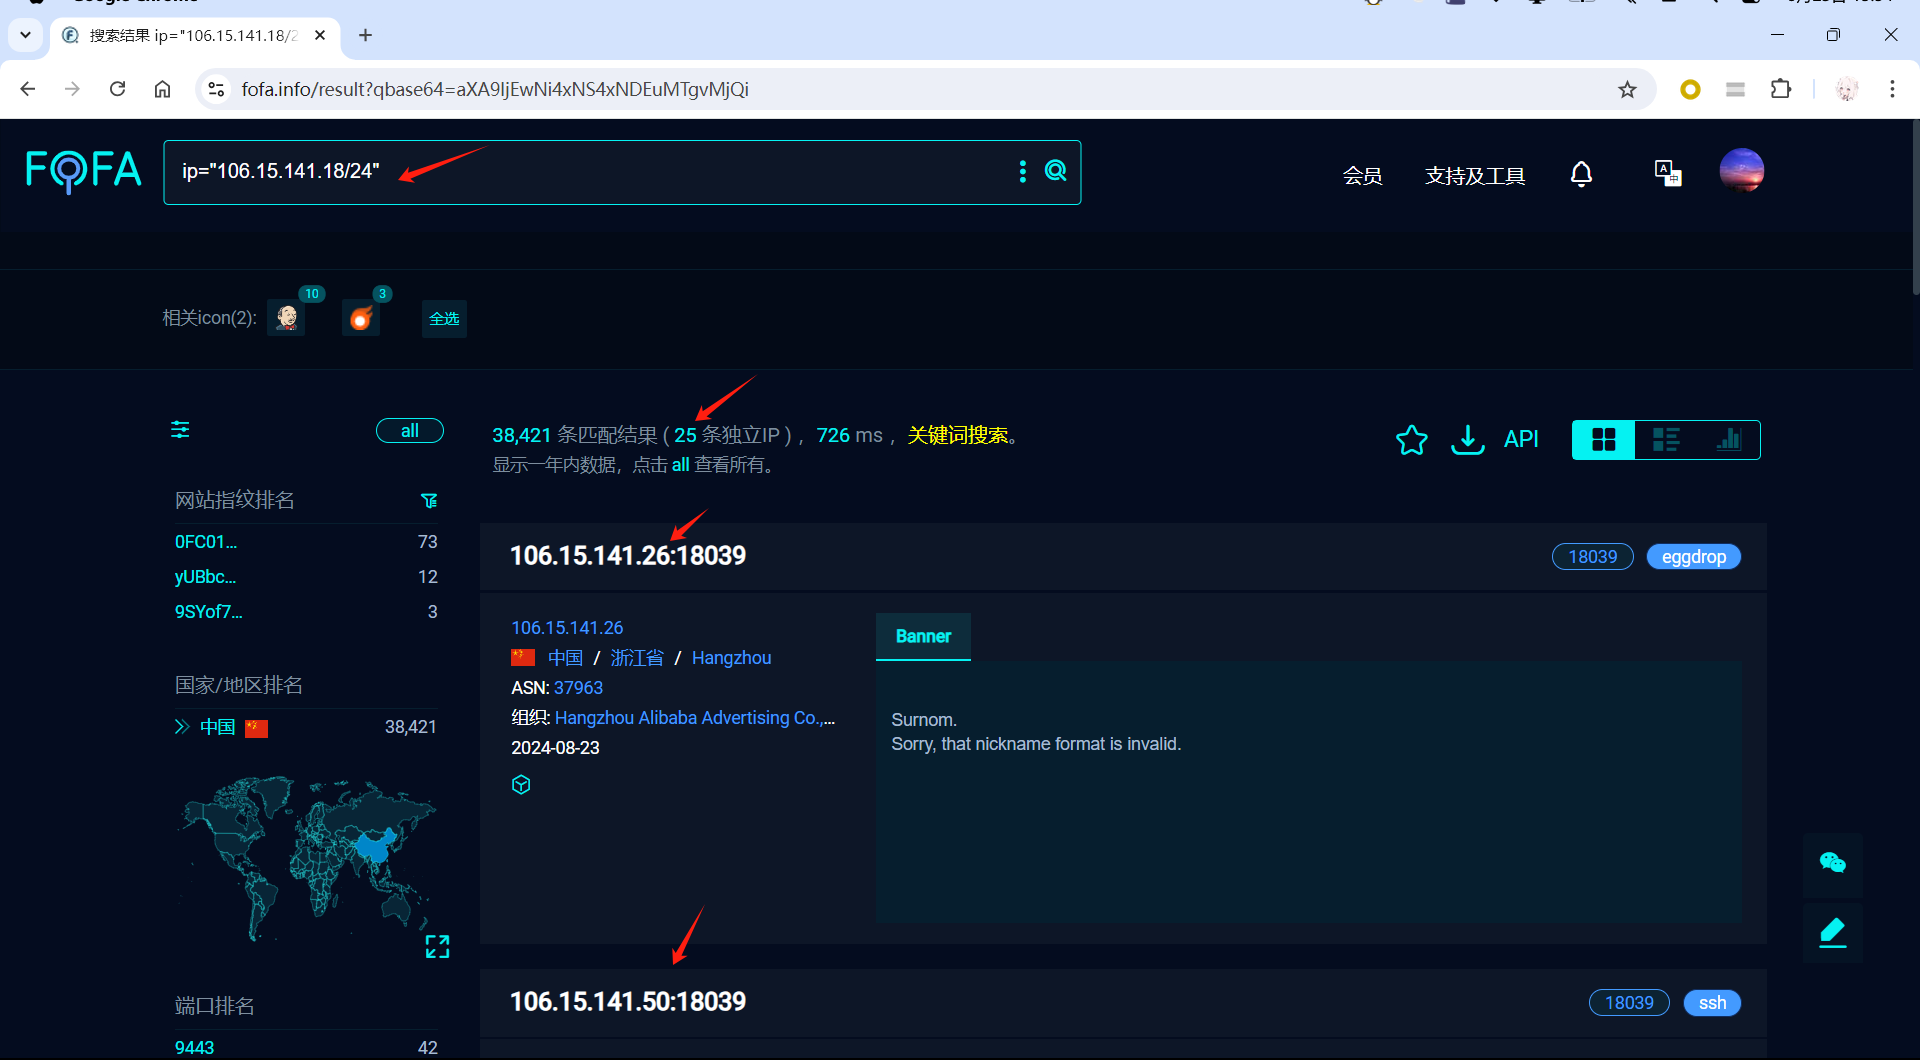 搜索结果 ip="106.15.141.18/2
fofa.info/result?qbase64=aXA9IjEwNi4xNS4xNDEuMTgvMjQi
FOFA
ip="106.15.141.18/24"
会员
支持及工具
相关icon(2):
10
3
全选
all
38,421 条匹配结果 ( 25 条独立IP ) ，726 ms ，关键词搜索。
显示一年内数据，点击 all 查看所有。
API
网站指纹排名
0FC01... 73
yUBbc... 12
9SYof7... 3
国家/地区排名
中国 38,421
端口排名
9443 42
106.15.141.26:18039
18039
eggdrop
106.15.141.26
中国 / 浙江省 / Hangzhou
ASN: 37963
组织: Hangzhou Alibaba Advertising Co.,...
2024-08-23
Banner
Surnom.
Sorry, that nickname format is invalid.
106.15.141.50:18039
18039
ssh